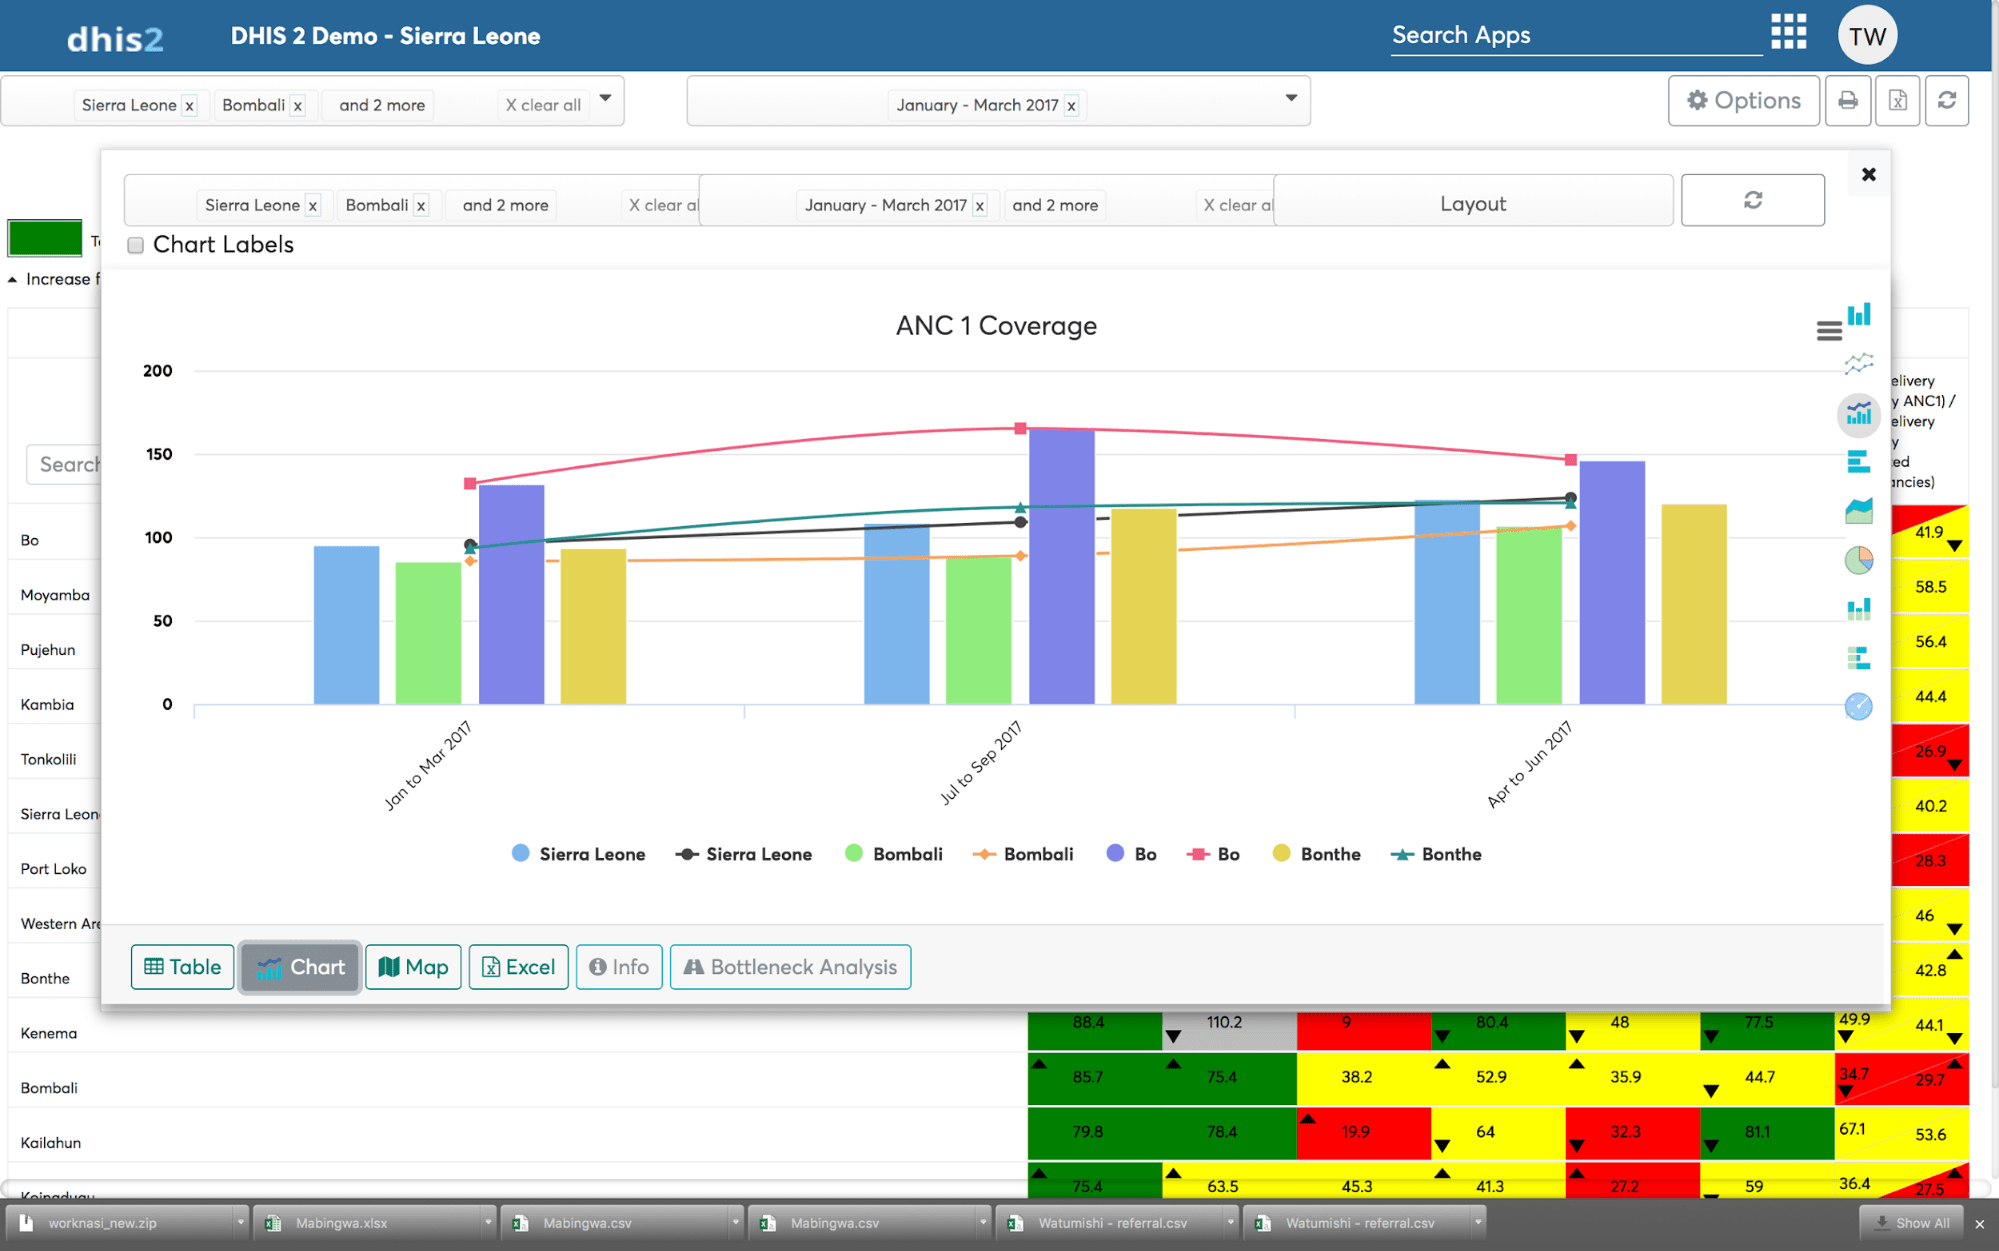 dhis2
DHIS 2 Demo - Sierra Leone
Search Apps
TW
Sierra Leone x
Bombali x
and 2 more
X clear all
January - March 2017 x
Options
Sierra Leone x
Bombali x
and 2 more
X clear al
January - March 2017 x
and 2 more
X clear al
Layout
Chart Labels
Increase f
Search
ANC 1 Coverage
200
150
100
50
0
Jan to Mar 2017
Jul to Sep 2017
Apr to Jun 2017
Sierra Leone
Sierra Leone
Bombali
Bombali
Bo
Bo
Bonthe
Bonthe
elivery
y ANC1) /
elivery
y
ed
ancies)
Bo 41.9
Moyamba 58.5
Pujehun 56.4
Kambia 44.4
Tonkolili 26.9
Sierra Leon 40.2
Port Loko 28.3
Western Are 46
Bonthe 42.8
Table
Chart
Map
Excel
Info
Bottleneck Analysis
Kenema 88.4 110.2 9 80.4 48 77.5 49.9 44.1
Bombali 85.7 75.4 38.2 52.9 35.9 44.7 34.7 29.7
Kailahun 79.8 78.4 19.9 64 32.3 81.1 67.1 53.6
Koinadugu 75.4 63.5 45.3 41.3 27.2 59 36.4 27.5
worknasi_new.zip
Mabingwa.xlsx
Mabingwa.csv
Mabingwa.csv
Watumishi - referral.csv
Watumishi - referral.csv
Show All